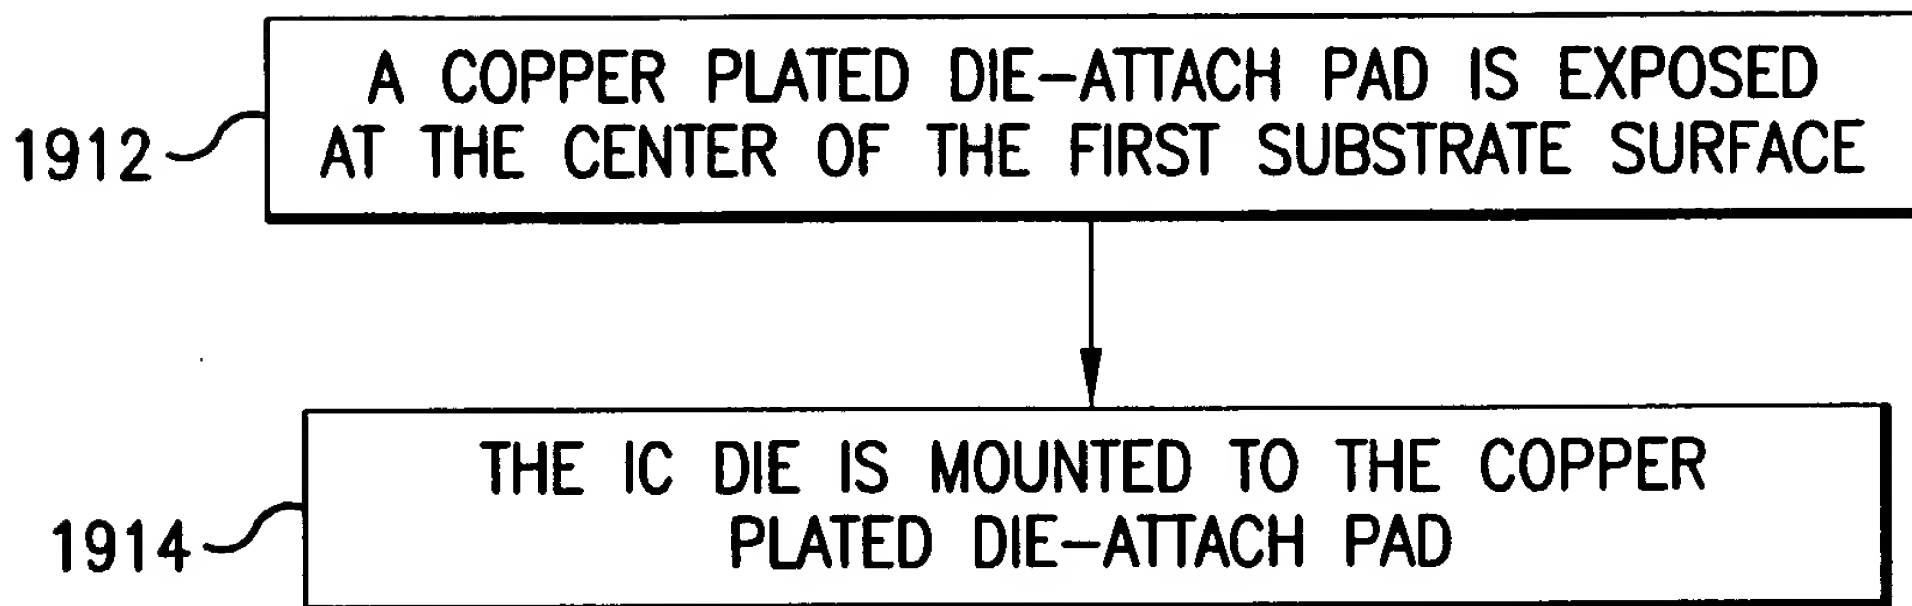 A COPPER PLATED DIE-ATTACH PAD IS EXPOSED
AT THE CENTER OF THE FIRST SUBSTRATE SURFACE
1912
THE IC DIE IS MOUNTED TO THE COPPER
PLATED DIE-ATTACH PAD
1914